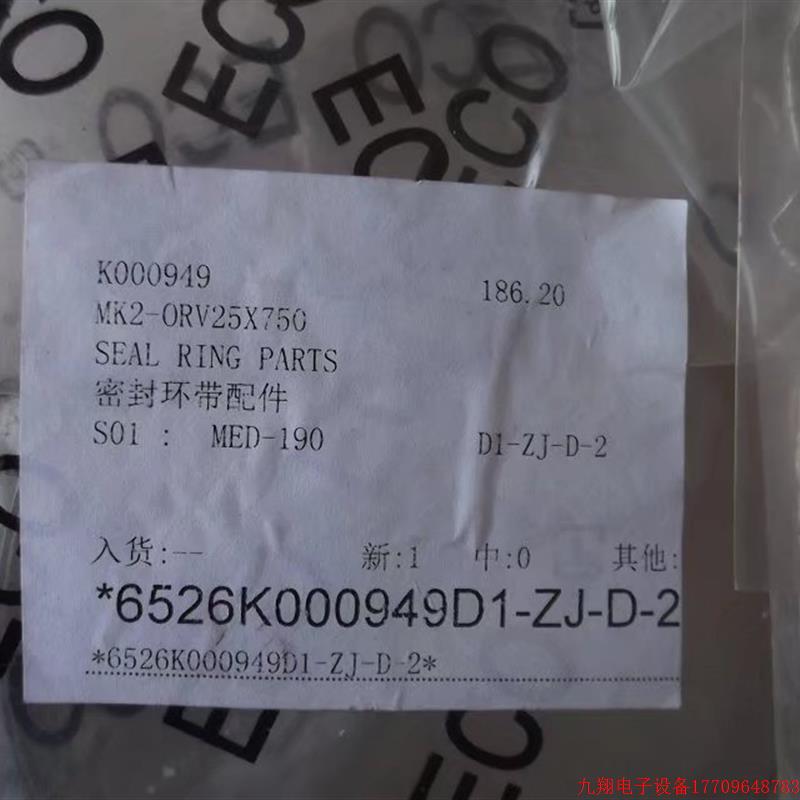 ECO
ECO
K000949 186.20
MK2-ORV25X750
SEAL RING PARTS
密封环带配件
S01 : MED-190 D1-ZJ-D-2
入货:-- 新:1 中:0 其他:
*6526K000949D1-ZJ-D-2
*6526K000949D1-ZJ-D-2*
九翔电子设备17709648783